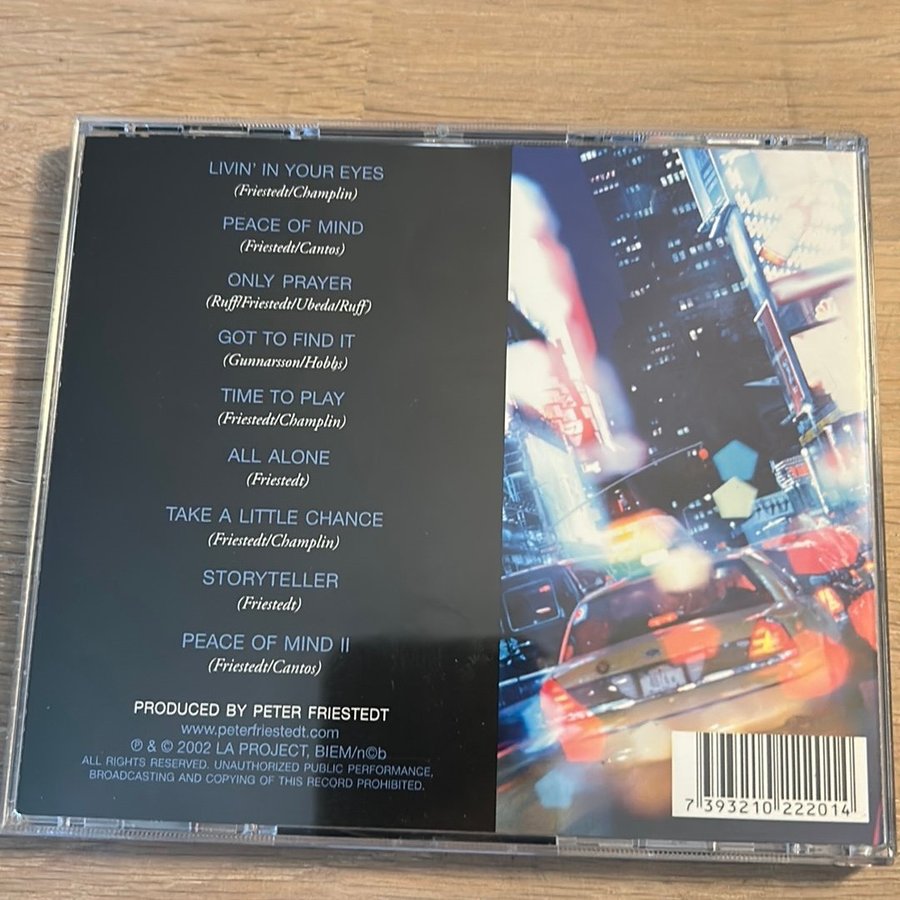 LIVIN' IN YOUR EYES
(Friestedt/Champlin)
PEACE OF MIND
(Friestedt/Cantos)
ONLY PRAYER
(Ruff/Friestedt/Ubeda/Ruff)
GOT TO FIND IT
(Gunnarsson/Hobbs)
TIME TO PLAY
(Friestedt/Champlin)
ALL ALONE
(Friestedt)
TAKE A LITTLE CHANCE
(Friestedt/Champlin)
STORYTELLER
(Friestedt)
PEACE OF MIND II
(Friestedt/Cantos)
PRODUCED BY PETER FRIESTEDT
www.peterfriestedt.com
℗ & © 2002 LA PROJECT, BIEM/n©b
ALL RIGHTS RESERVED. UNAUTHORIZED PUBLIC PERFORMANCE,
BROADCASTING AND COPYING OF THIS RECORD PROHIBITED.
7 393210 222014